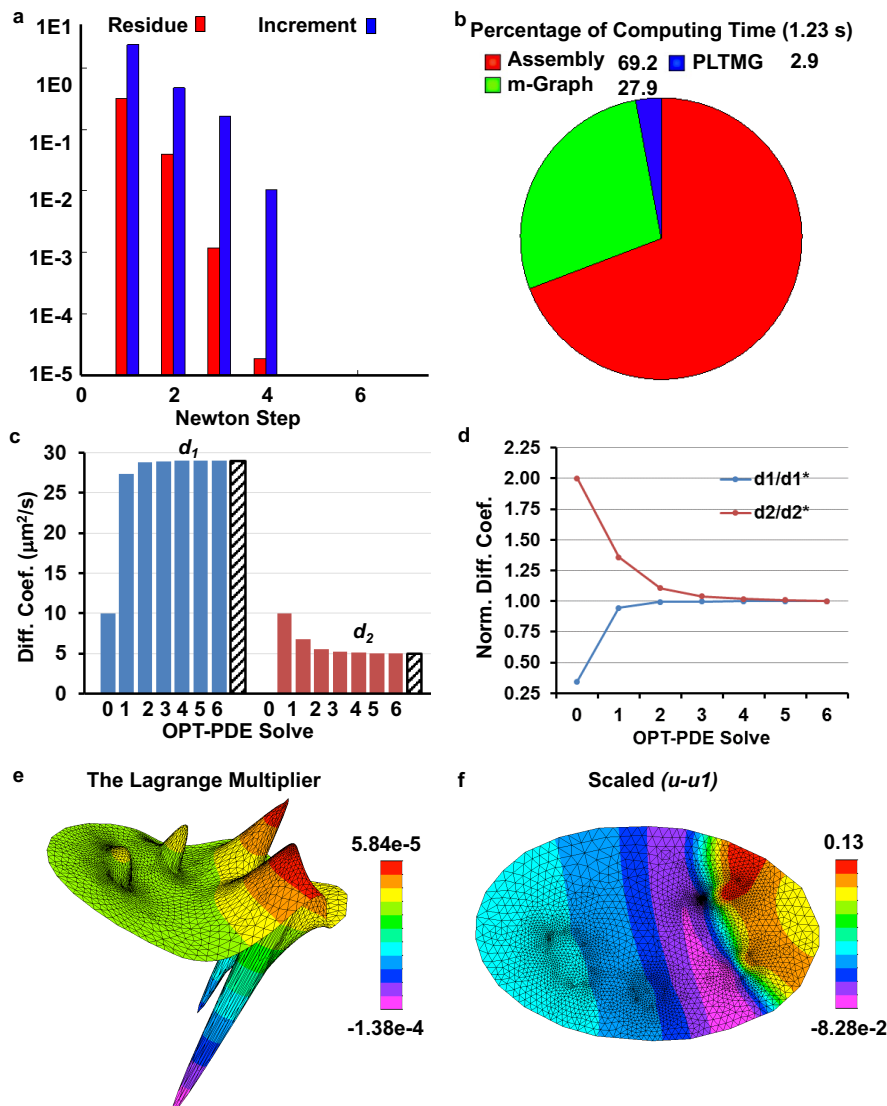 a
Residue Increment
1E1
1E0
1E-1
1E-2
1E-3
1E-4
1E-5
0 2 4 6
Newton Step
b
Percentage of Computing Time (1.23 s)
Assembly 69.2 PLTMG 2.9
m-Graph 27.9
c
Diff. Coef. (μm²/s)
30
25
20
15
10
5
0
d1
d2
0 1 2 3 4 5 6 0 1 2 3 4 5 6
OPT-PDE Solve
d
Norm. Diff. Coef.
2.25
2.00
1.75
1.50
1.25
1.00
0.75
0.50
0.25
d1/d1*
d2/d2*
0 1 2 3 4 5 6
OPT-PDE Solve
e
The Lagrange Multiplier
5.84e-5
-1.38e-4
f
Scaled (u-u1)
0.13
-8.28e-2